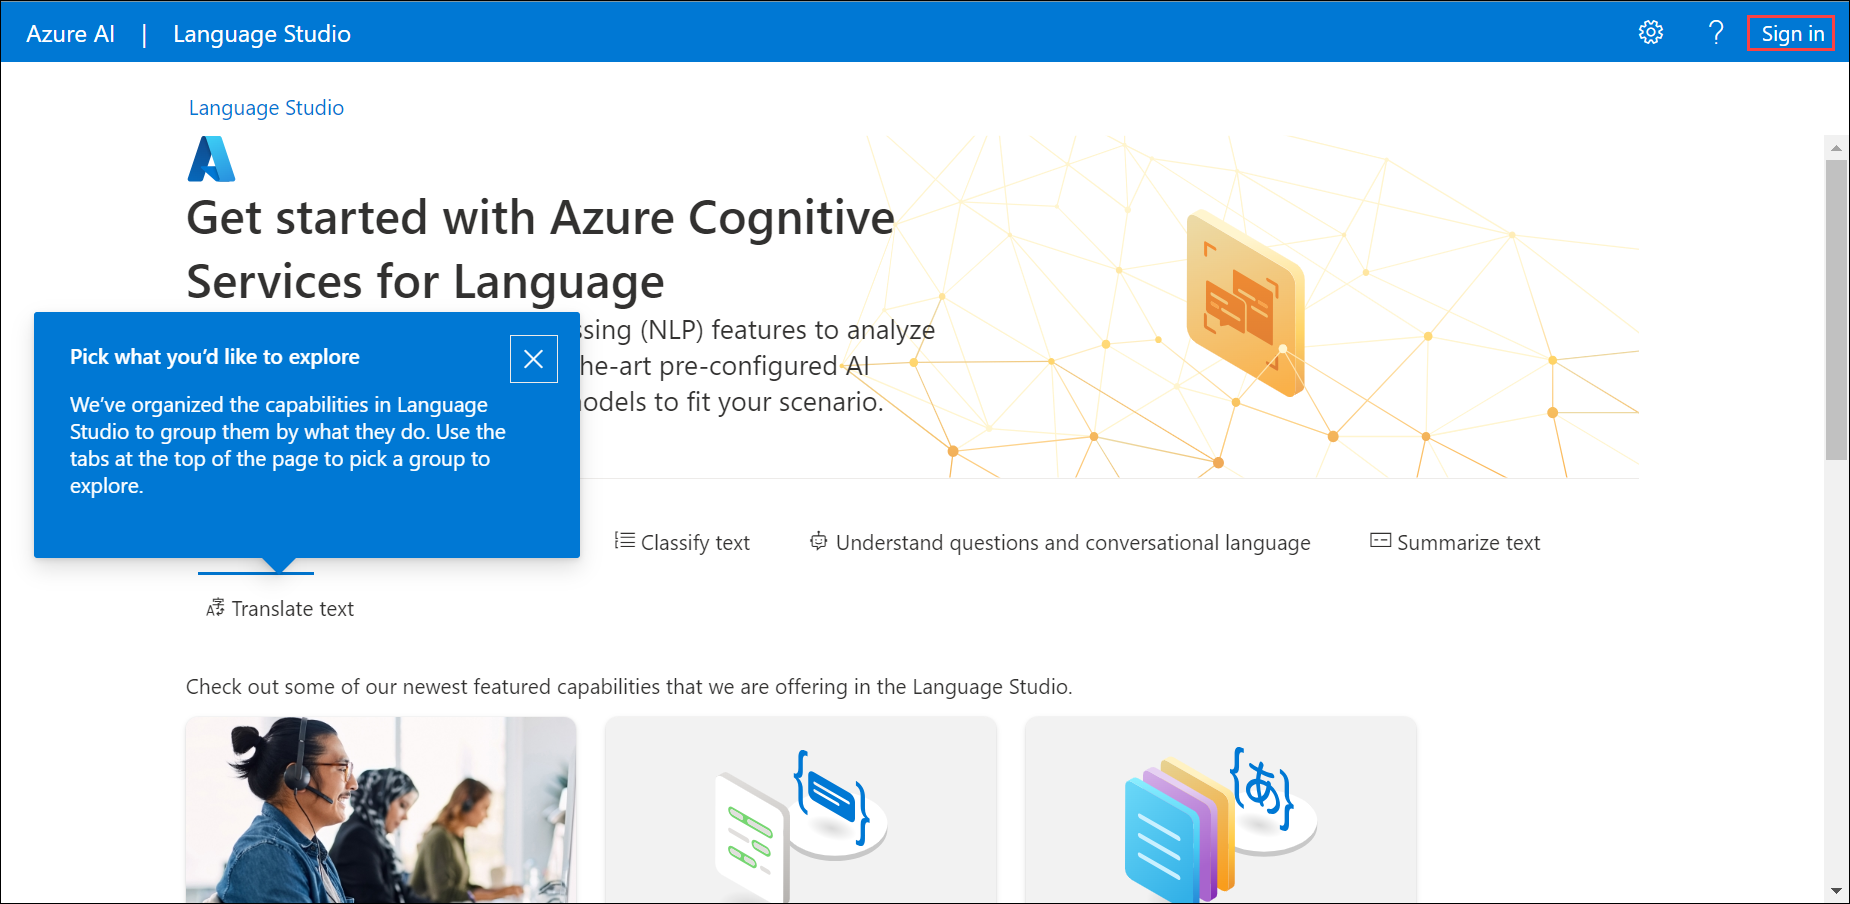 Azure AI | Language Studio
? Sign in
Language Studio
Get started with Azure Cognitive
Services for Language
ssing (NLP) features to analyze
he-art pre-configured AI
odels to fit your scenario.
Pick what you’d like to explore
We’ve organized the capabilities in Language
Studio to group them by what they do. Use the
tabs at the top of the page to pick a group to
explore.
Classify text
Understand questions and conversational language
Summarize text
Translate text
Check out some of our newest featured capabilities that we are offering in the Language Studio.
{あ}